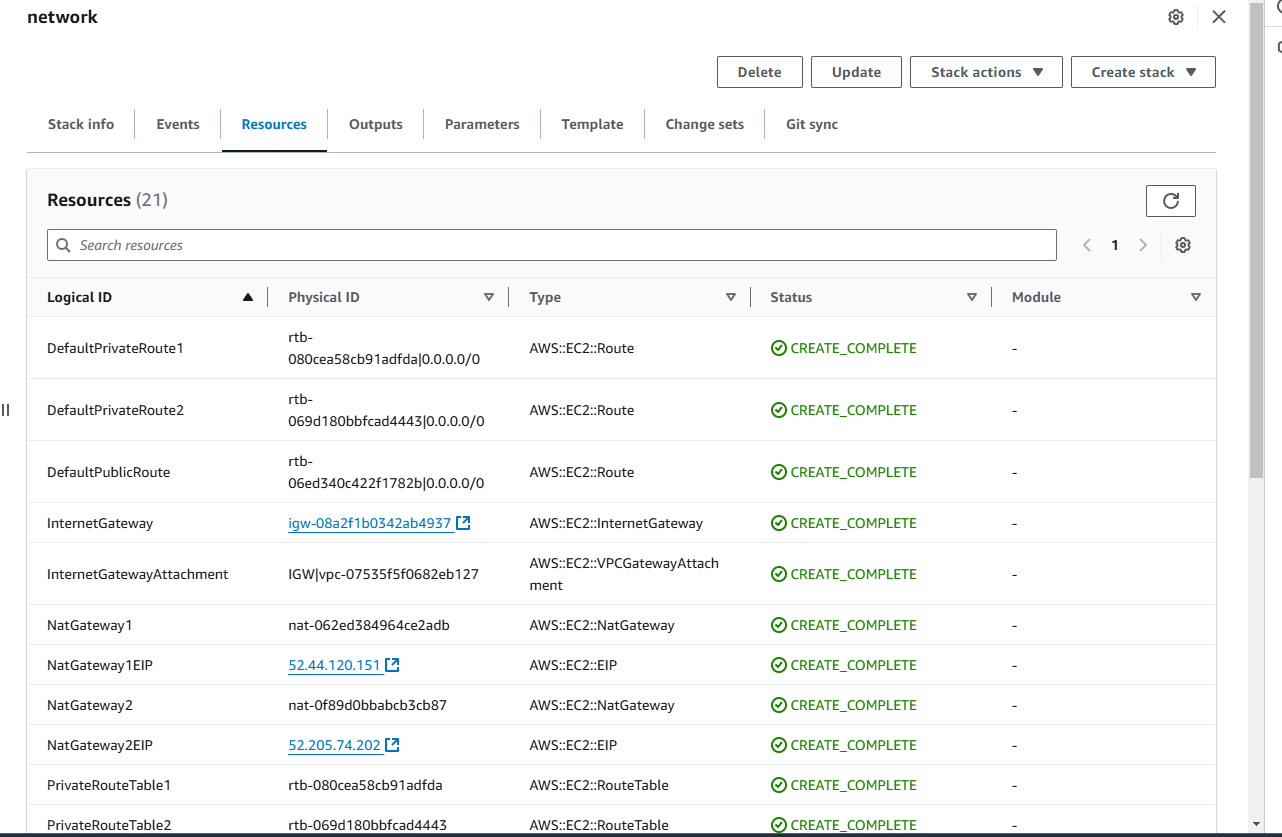 network
Delete
Update
Stack actions
Create stack
Stack info
Events
Resources
Outputs
Parameters
Template
Change sets
Git sync
Resources (21)
Search resources
1
Logical ID
Physical ID
Type
Status
Module
DefaultPrivateRoute1
rtb-
080cea58cb91adfda|0.0.0.0/0
AWS::EC2::Route
CREATE_COMPLETE
-
DefaultPrivateRoute2
rtb-
069d180bbfcad4443|0.0.0.0/0
AWS::EC2::Route
CREATE_COMPLETE
-
DefaultPublicRoute
rtb-
06ed340c422f1782b|0.0.0.0/0
AWS::EC2::Route
CREATE_COMPLETE
-
InternetGateway
igw-08a2f1b0342ab4937
AWS::EC2::InternetGateway
CREATE_COMPLETE
-
InternetGatewayAttachment
IGW|vpc-07535f5f0682eb127
AWS::EC2::VPCGatewayAttach
ment
CREATE_COMPLETE
-
NatGateway1
nat-062ed384964ce2adb
AWS::EC2::NatGateway
CREATE_COMPLETE
-
NatGateway1EIP
52.44.120.151
AWS::EC2::EIP
CREATE_COMPLETE
-
NatGateway2
nat-0f89d0bbabcb3cb87
AWS::EC2::NatGateway
CREATE_COMPLETE
-
NatGateway2EIP
52.205.74.202
AWS::EC2::EIP
CREATE_COMPLETE
-
PrivateRouteTable1
rtb-080cea58cb91adfda
AWS::EC2::RouteTable
CREATE_COMPLETE
-
PrivateRouteTable2
rtb-069d180bbfcad4443
AWS::EC2::RouteTable
CREATE_COMPLETE
-